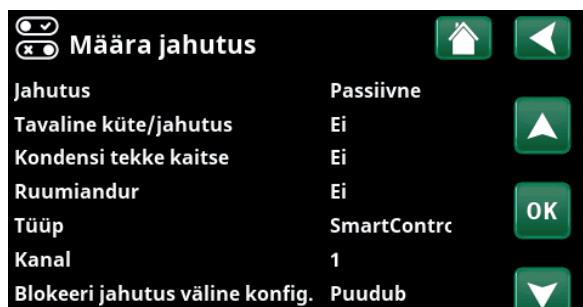 Määra jahutus
Jahutus Passiivne
Tavaline küte/jahutus Ei
Kondensi tekke kaitse Ei
Ruumiandur Ei
Tüüp SmartContrc
OK
Kanal 1
Blokeeri jahutus väline konfig. Puudub